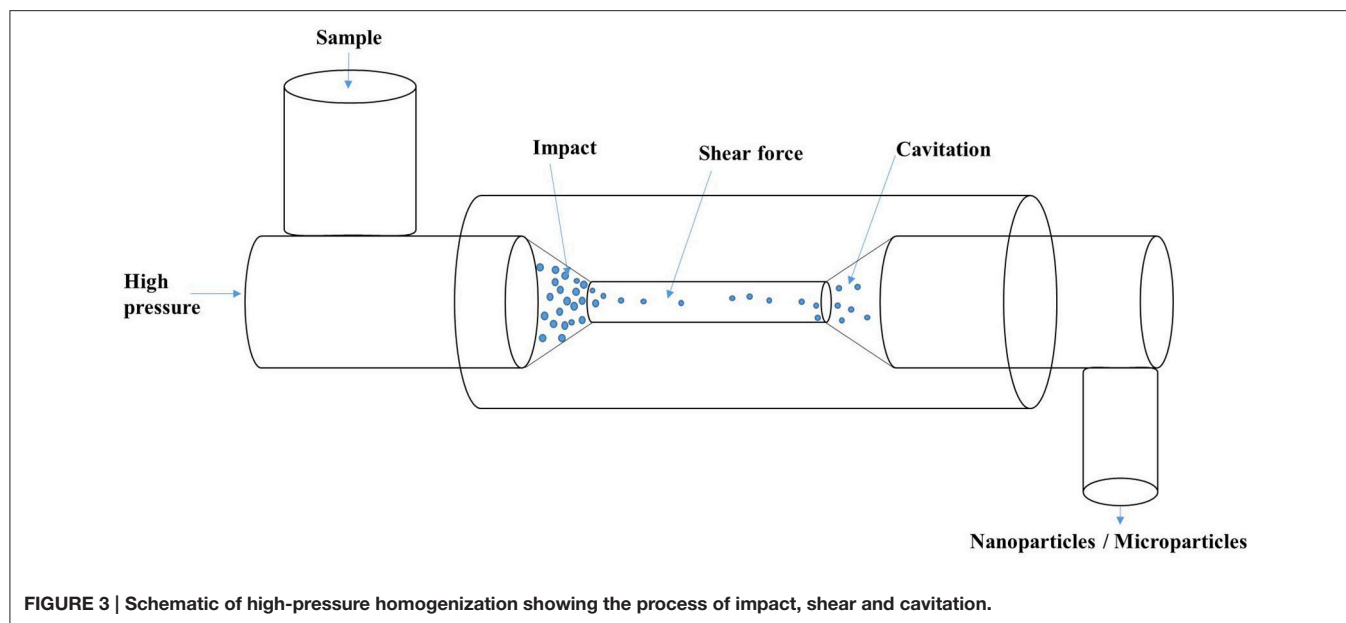 Sample
Impact
Shear force
Cavitation
High
pressure
Nanoparticles / Microparticles
FIGURE 3 | Schematic of high-pressure homogenization showing the process of impact, shear and cavitation.